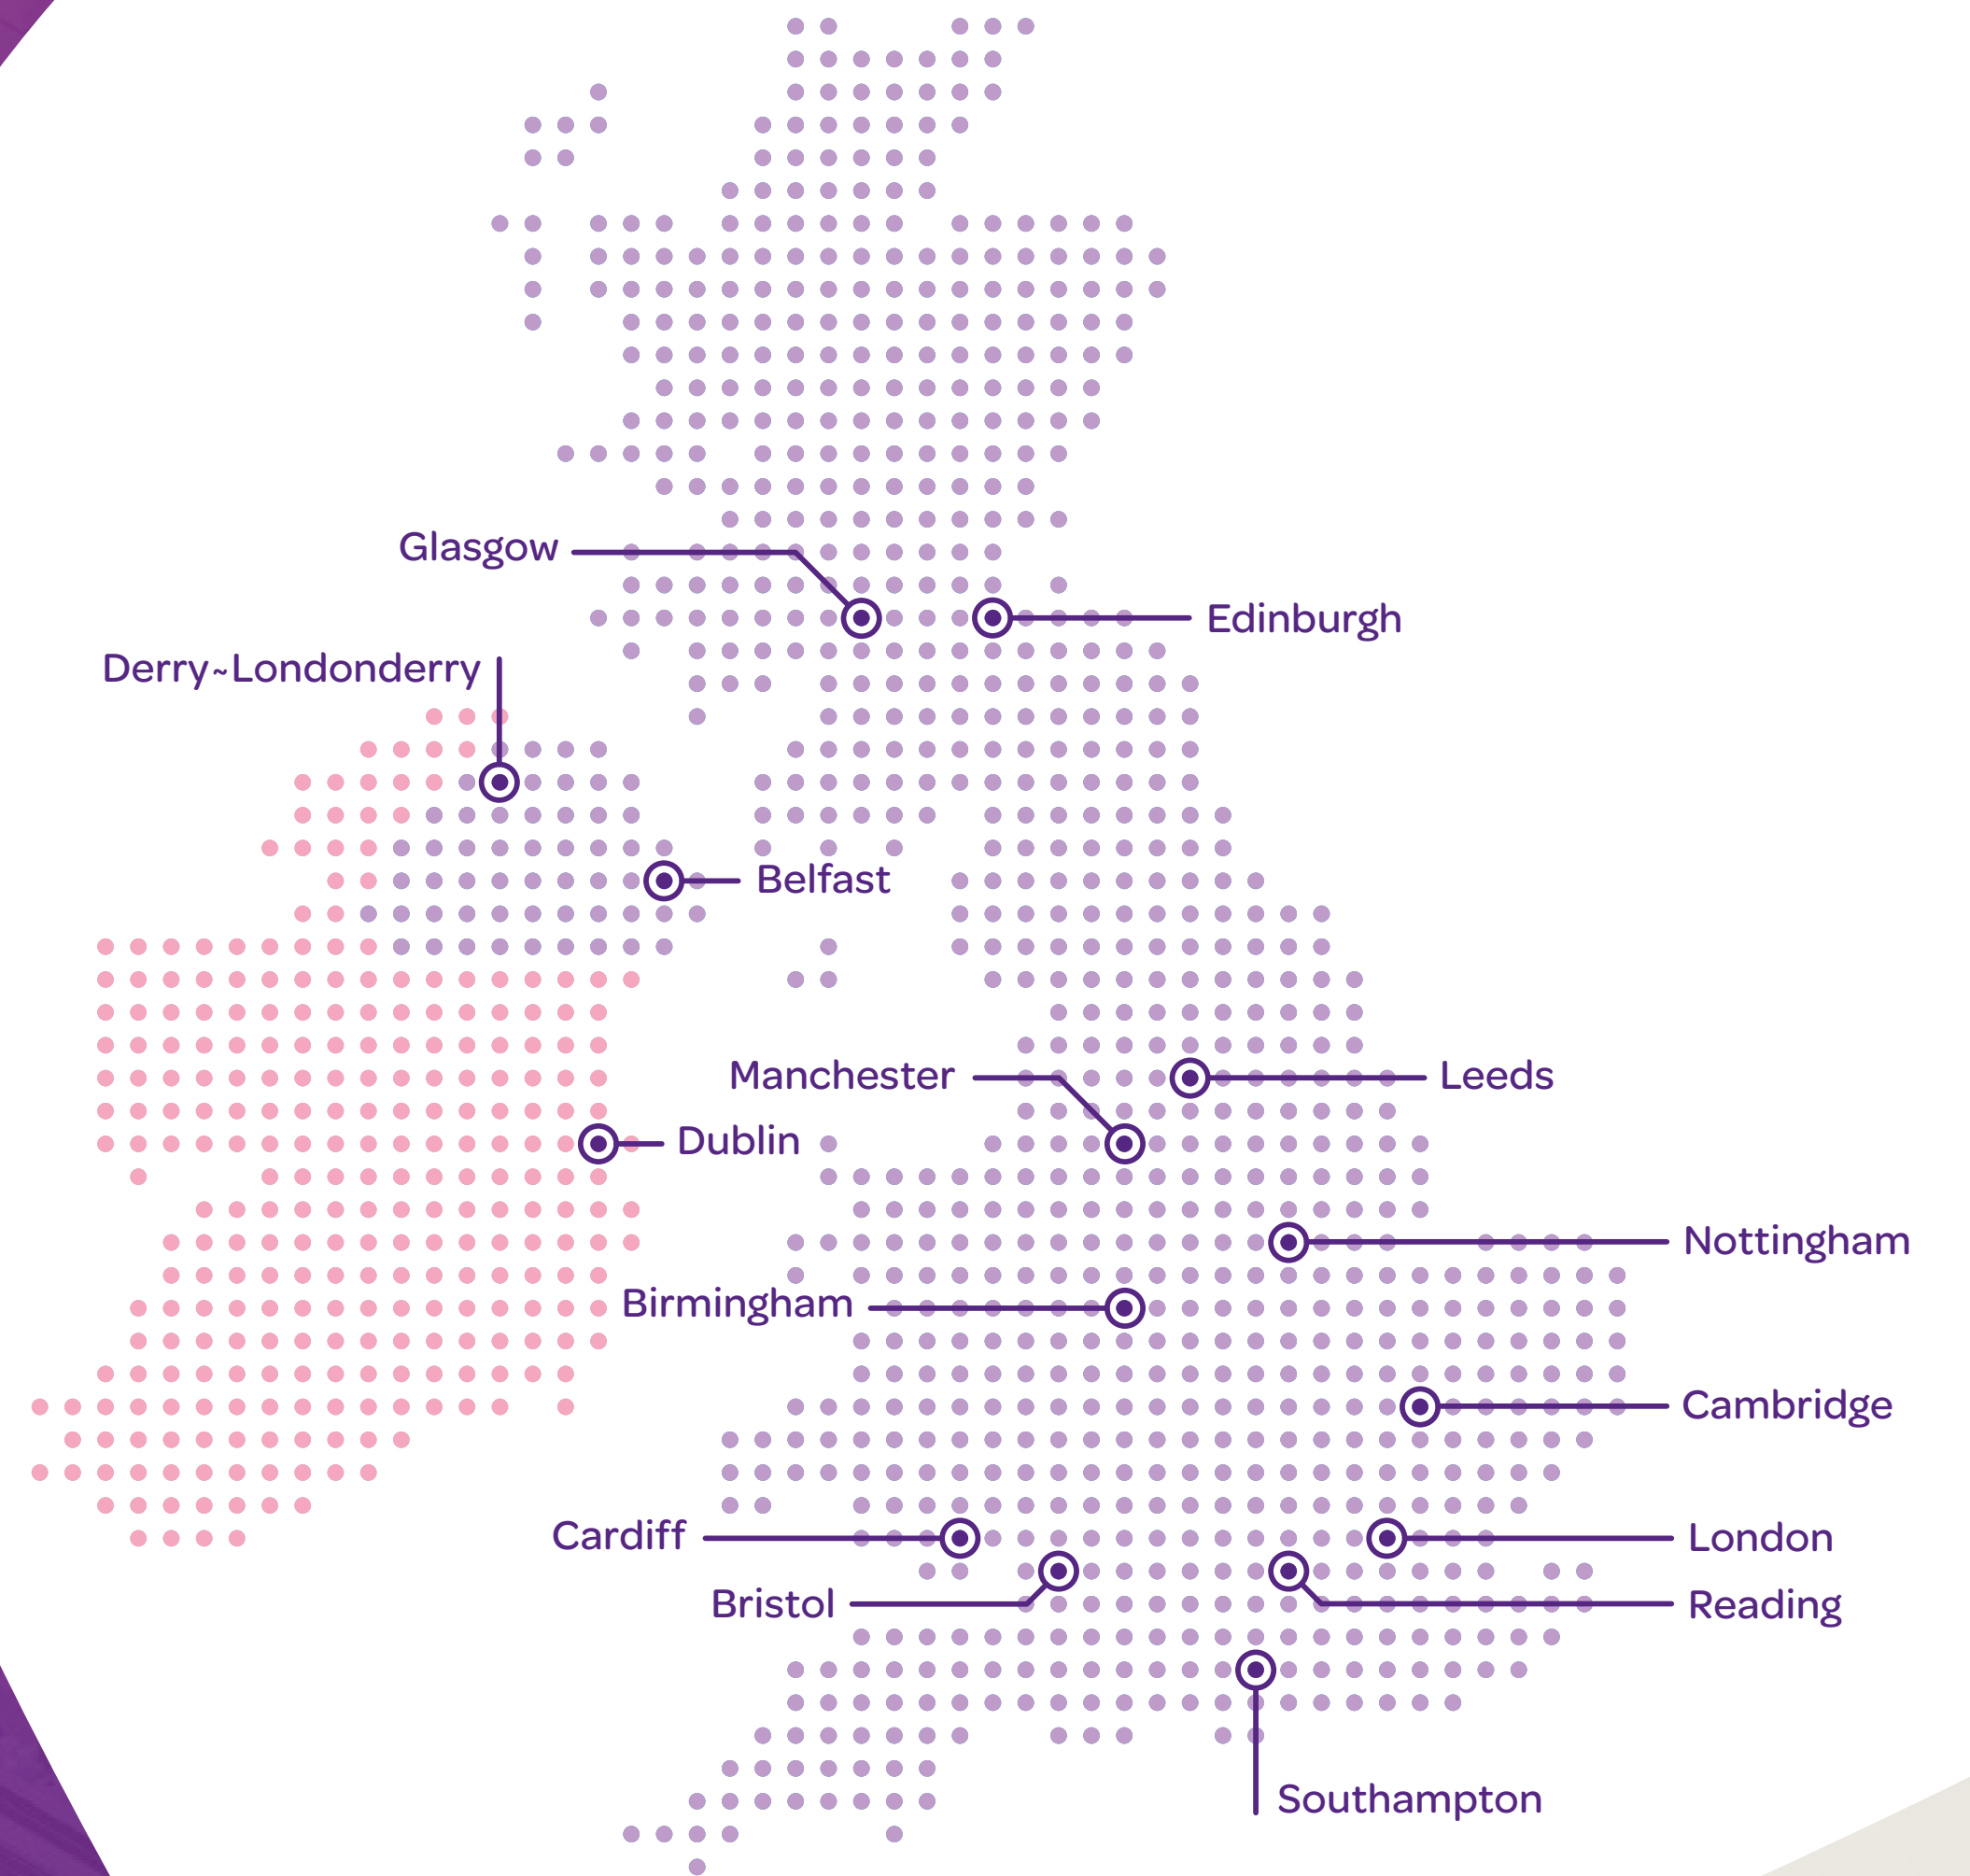 Glasgow
Edinburgh
Derry~Londonderry
Belfast
Manchester
Leeds
Dublin
Nottingham
Birmingham
Cambridge
Cardiff
London
Bristol
Reading
Southampton